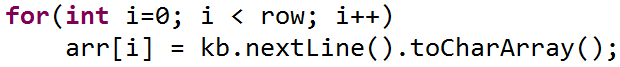 for(int i=0; i < row; i++)
    arr[i] = kb.nextLine().toCharArray();